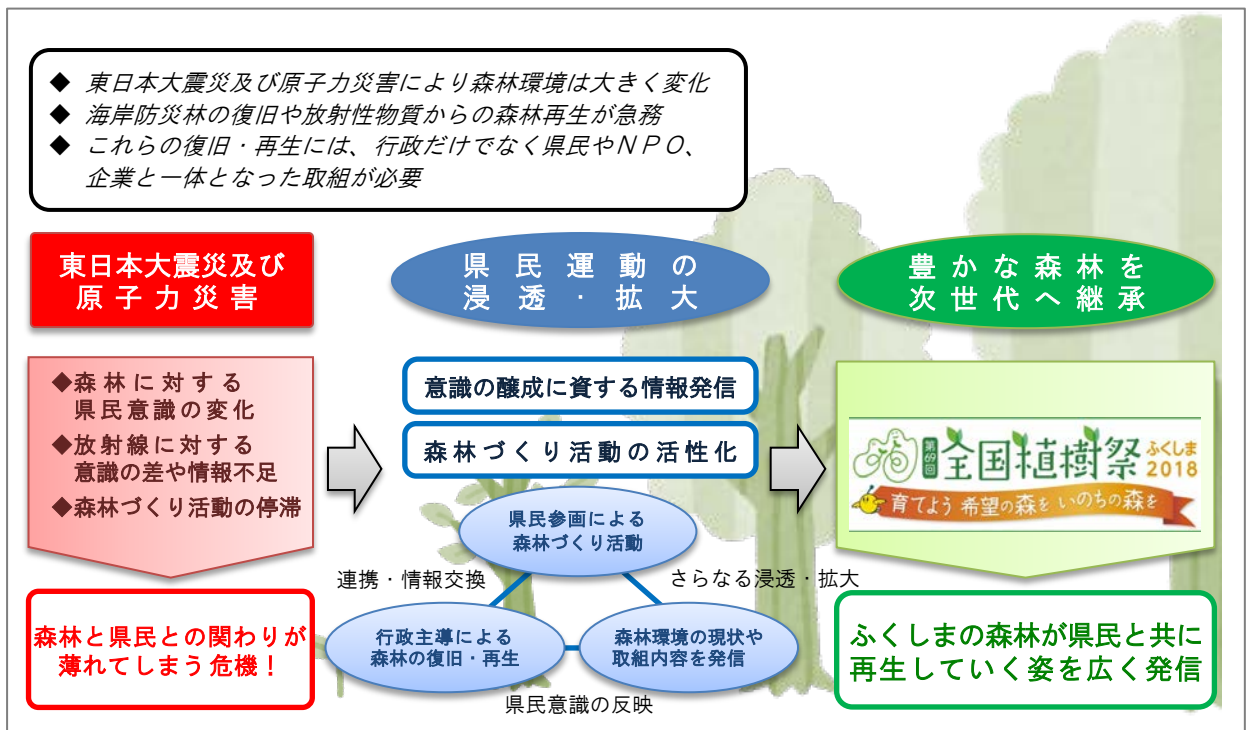 ◆ 東日本大震災及び原子力災害により森林環境は大きく変化
◆ 海岸防災林の復旧や放射性物質からの森林再生が急務
◆ これらの復旧・再生には、行政だけでなく県民やＮＰＯ、
企業と一体となった取組が必要
東日本大震災及び
原子力災害
◆森林に対する
県民意識の変化
◆放射線に対する
意識の差や情報不足
◆森林づくり活動の停滞
森林と県民との関わりが
薄れてしまう危機！
県民運動の
浸透・拡大
意識の醸成に資する情報発信
森林づくり活動の活性化
県民参画による
森林づくり活動
連携・情報交換
さらなる浸透・拡大
行政主導による
森林の復旧・再生
森林環境の現状や
取組内容を発信
県民意識の反映
豊かな森林を
次世代へ継承
第69回
全国植樹祭
ふくしま
2018
育てよう 希望の森を いのちの森を
ふくしまの森林が県民と共に
再生していく姿を広く発信